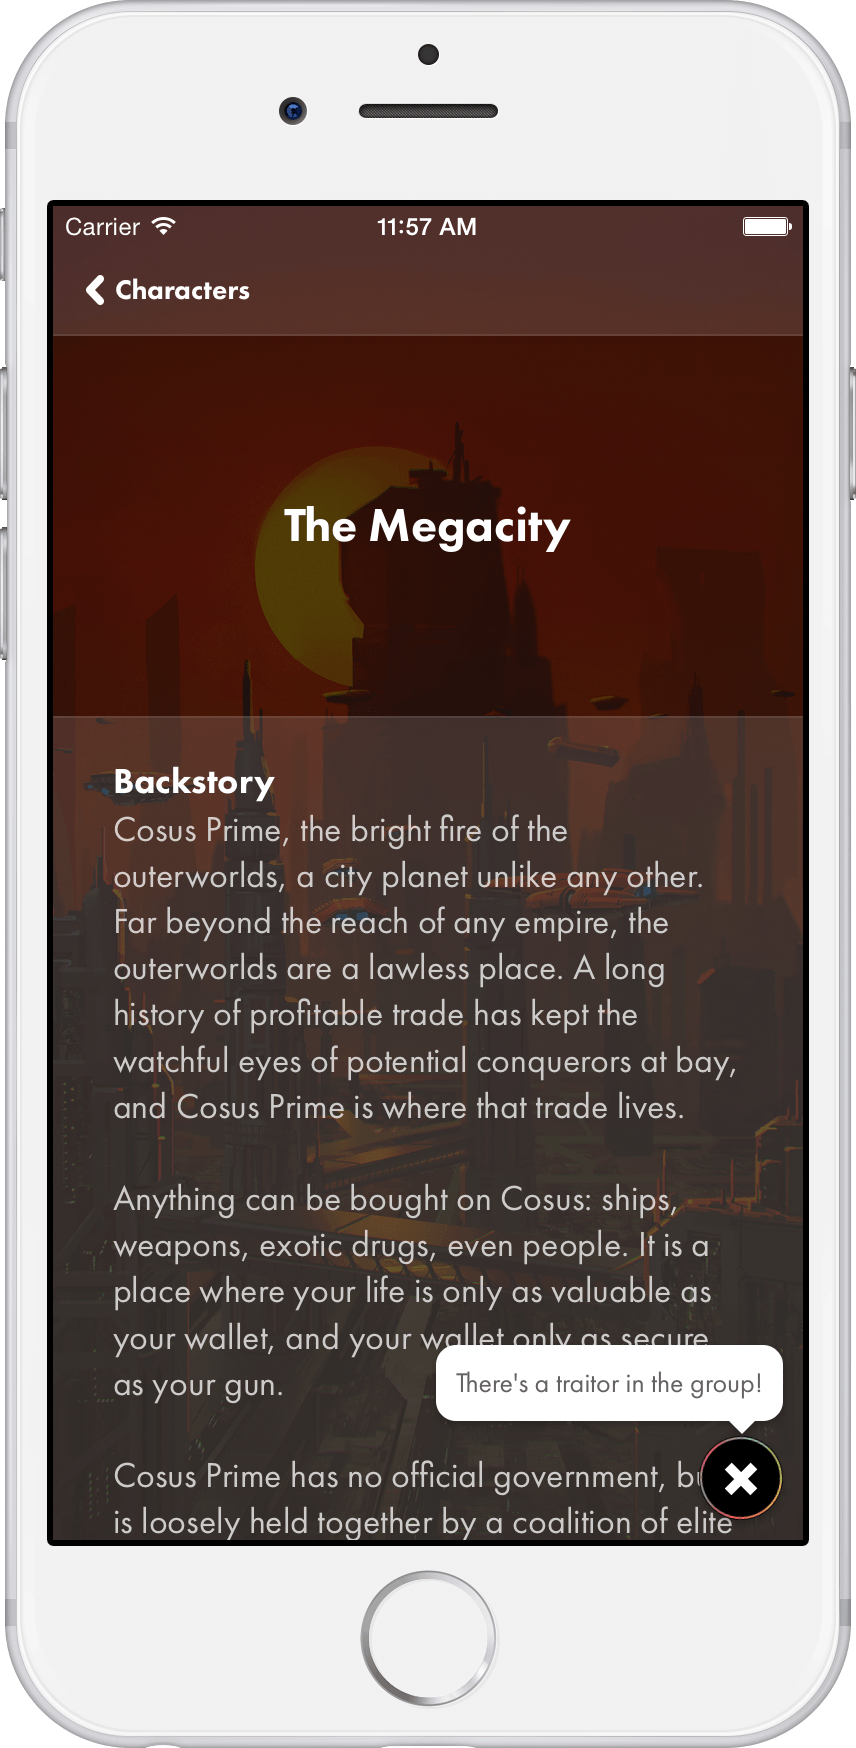 Carrier 11:57 AM
Characters
The Megacity
Backstory
Cosus Prime, the bright fire of the
outerworlds, a city planet unlike any other.
Far beyond the reach of any empire, the
outerworlds are a lawless place. A long
history of profitable trade has kept the
watchful eyes of potential conquerors at bay,
and Cosus Prime is where that trade lives.
Anything can be bought on Cosus: ships,
weapons, exotic drugs, even people. It is a
place where your life is only as valuable as
your wallet, and your wallet only as secure
as your gun.
There's a traitor in the group!
Cosus Prime has no official government, but
is loosely held together by a coalition of elite